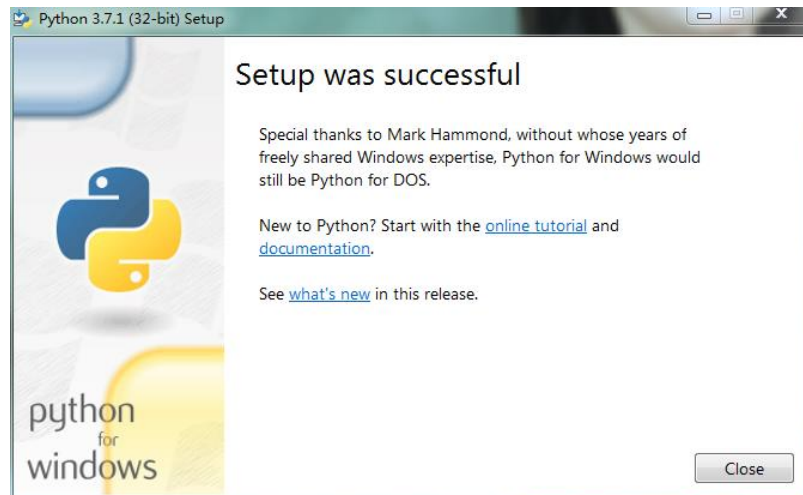 Python 3.7.1 (32-bit) Setup
Setup was successful
Special thanks to Mark Hammond, without whose years of
freely shared Windows expertise, Python for Windows would
still be Python for DOS.
New to Python? Start with the online tutorial and
documentation.
See what's new in this release.
python
for
windows
Close